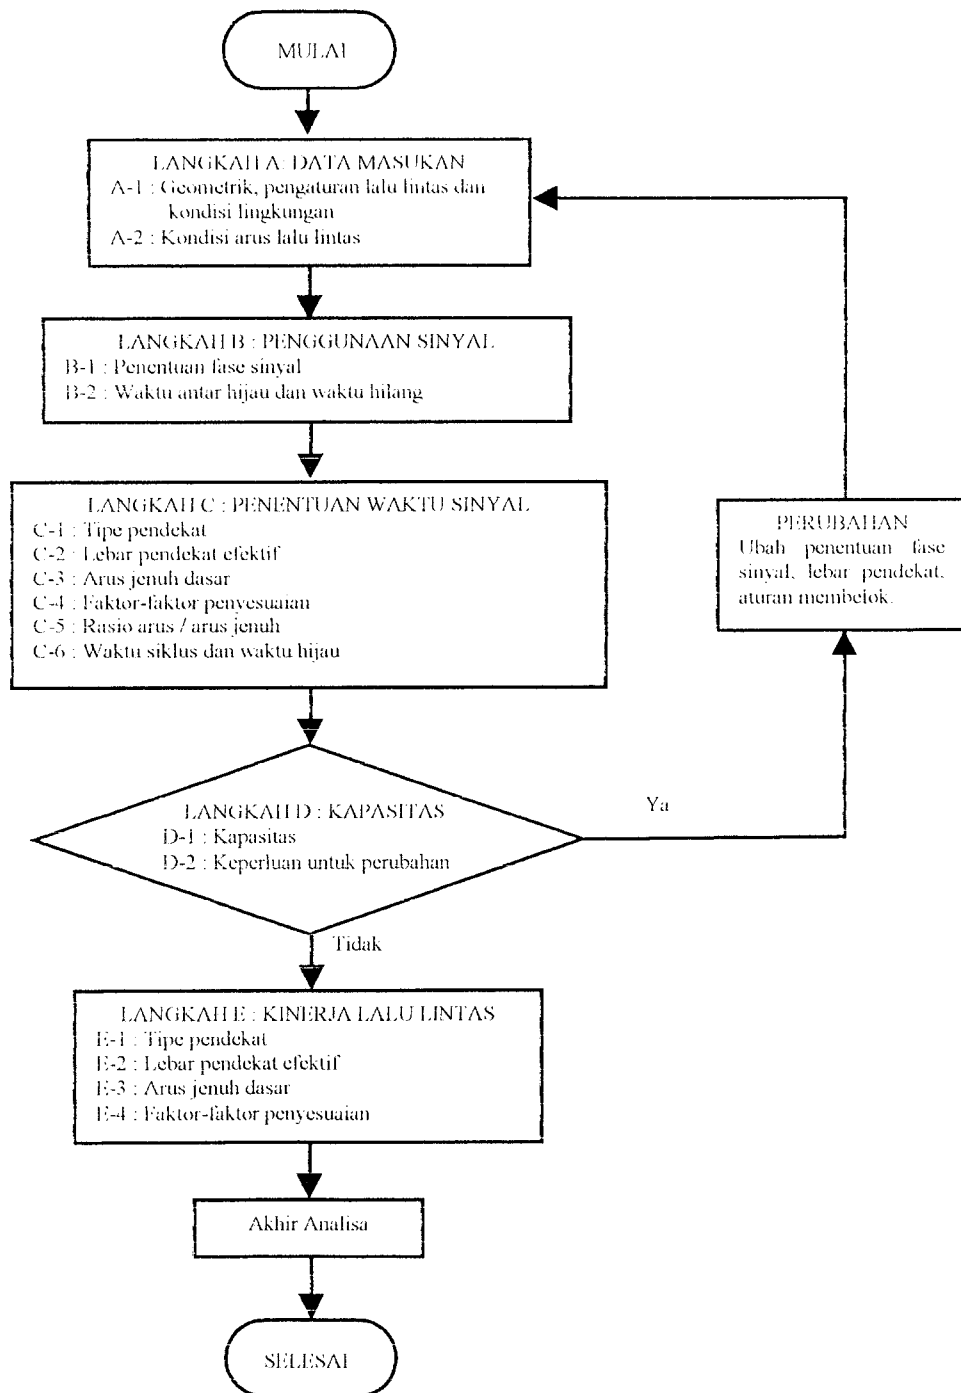 MULAI
LANGKAH A: DATA MASUKAN
A-1 : Geometrik, pengaturan lalu lintas dan
kondisi lingkungan
A-2 : Kondisi arus lalu lintas
LANGKAH B : PENGGUNAAN SINYAL
B-1 : Penentuan fase sinyal
B-2 : Waktu antar hijau dan waktu hilang
LANGKAH C : PENENTUAN WAKTU SINYAL
C-1 : Tipe pendekat
C-2 : Lebar pendekat efektif
C-3 : Arus jenuh dasar
C-4 : Faktor-faktor penyesuaian
C-5 : Rasio arus / arus jenuh
C-6 : Waktu siklus dan waktu hijau
PERUBAHAN
Ubah penentuan fase
sinyal, lebar pendekat,
aturan membelok.
LANGKAH D : KAPASITAS
D-1 : Kapasitas
D-2 : Keperluan untuk perubahan
Ya
Tidak
LANGKAH E : KINERJA LALU LINTAS
E-1 : Tipe pendekat
E-2 : Lebar pendekat efektif
E-3 : Arus jenuh dasar
E-4 : Faktor-faktor penyesuaian
Akhir Analisa
SELESAI